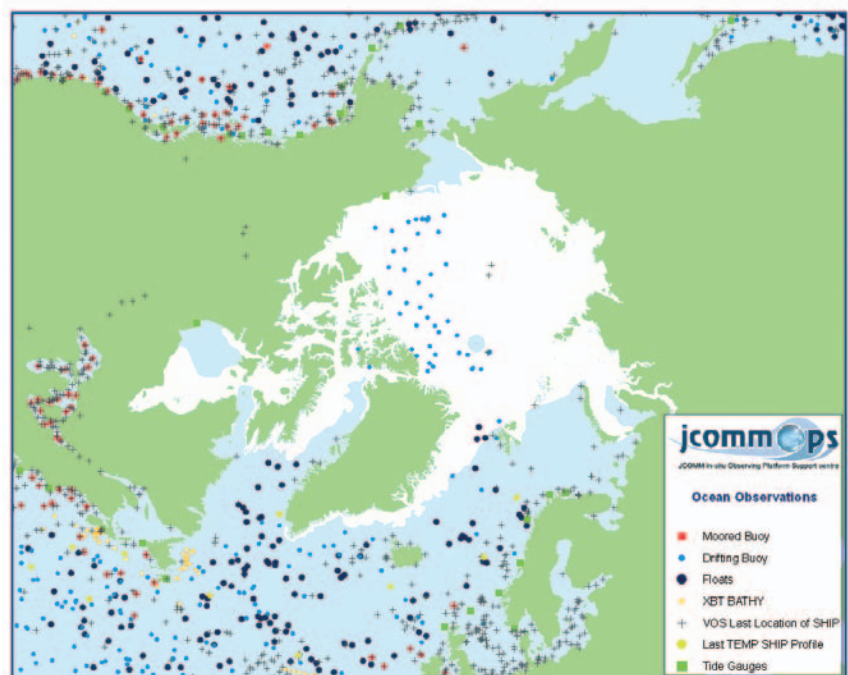 jcommops
JCOMM in-situ Observing Platform Support centre
Ocean Observations
Moored Buoy
Drifting Buoy
Floats
XBT BATHY
VOS Last Location of SHIP
Last TEMP SHIP Profile
Tide Gauges